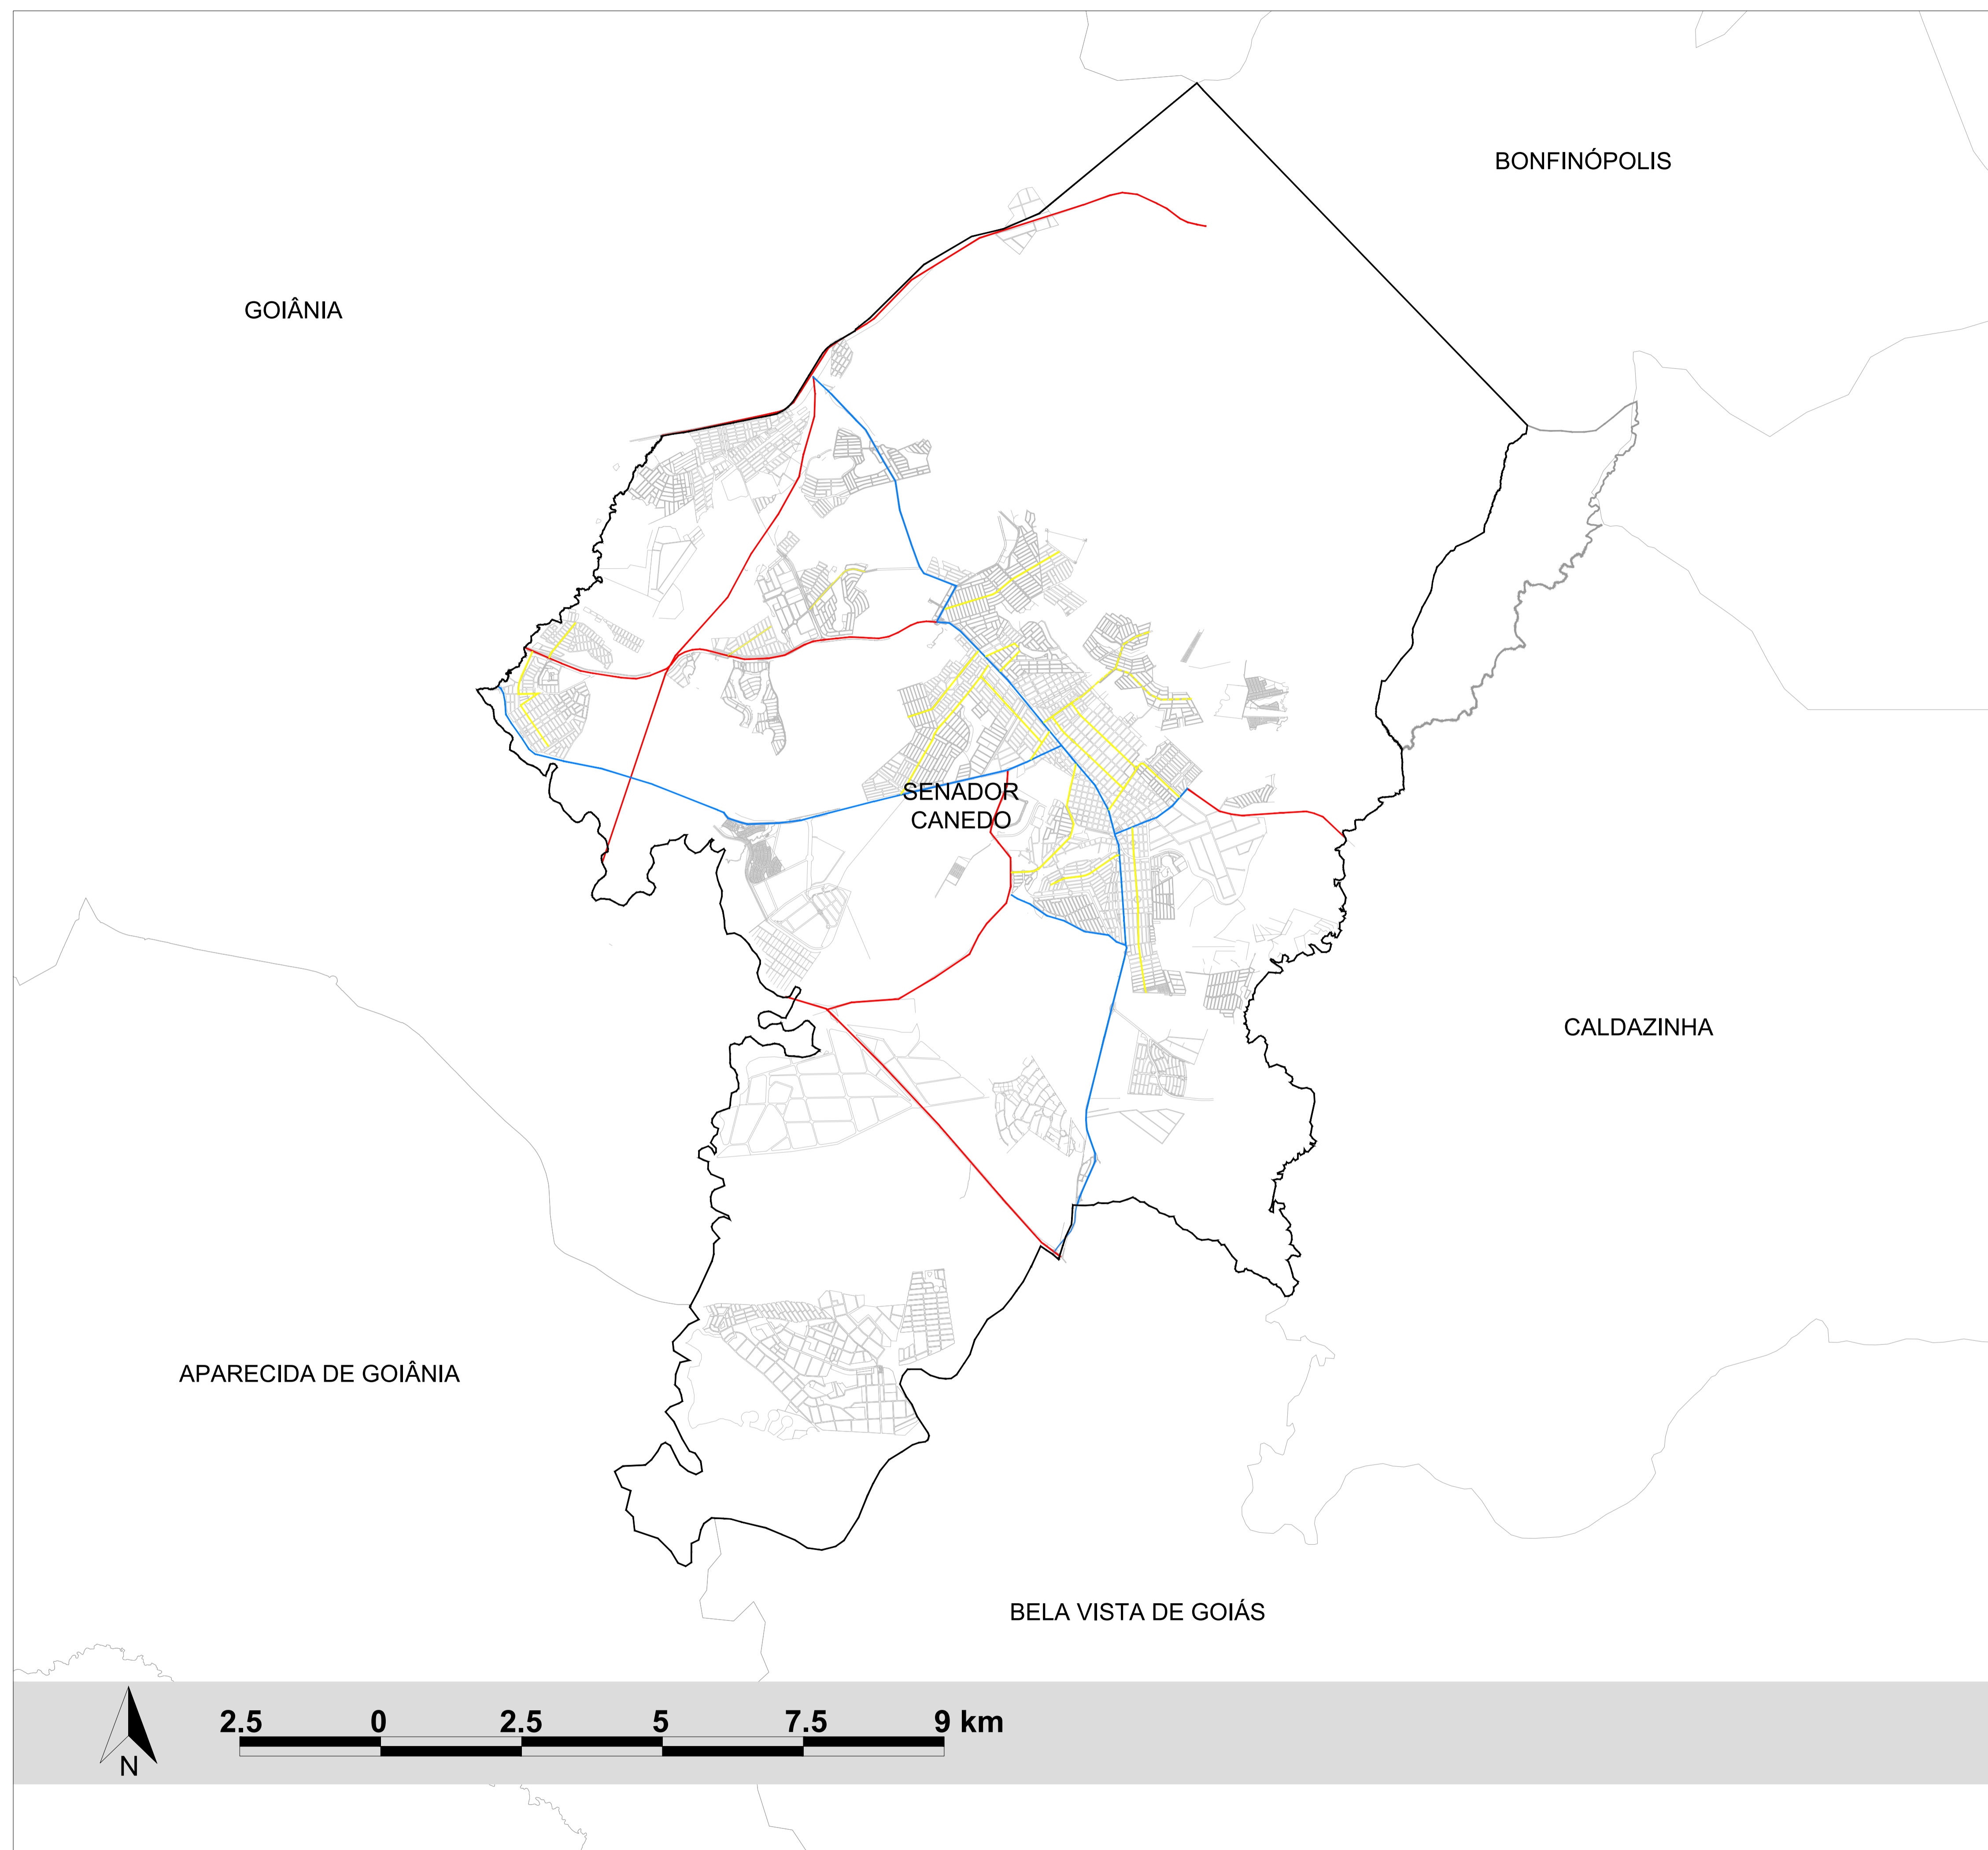 BONFINÓPOLIS
GOIÂNIA
SENADOR
CANEDO
CALDAZINHA
APARECIDA DE GOIÂNIA
BELA VISTA DE GOIÁS
2.5 0 2.5 5 7.5 9 km
N